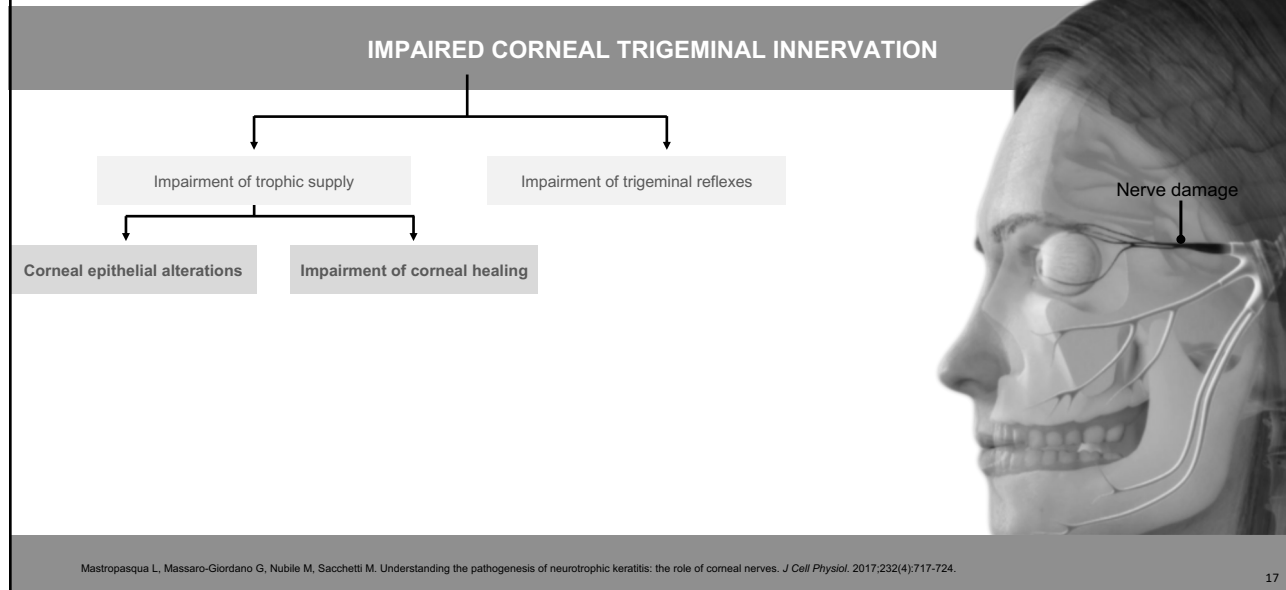 IMPAIRED CORNEAL TRIGEMINAL INNERVATION
Impairment of trophic supply
Impairment of trigeminal reflexes
Corneal epithelial alterations
Impairment of corneal healing
Nerve damage
Mastropasqua L, Massaro-Giordano G, Nubile M, Sacchetti M. Understanding the pathogenesis of neurotrophic keratitis: the role of corneal nerves. J Cell Physiol. 2017;232(4):717-724.
17